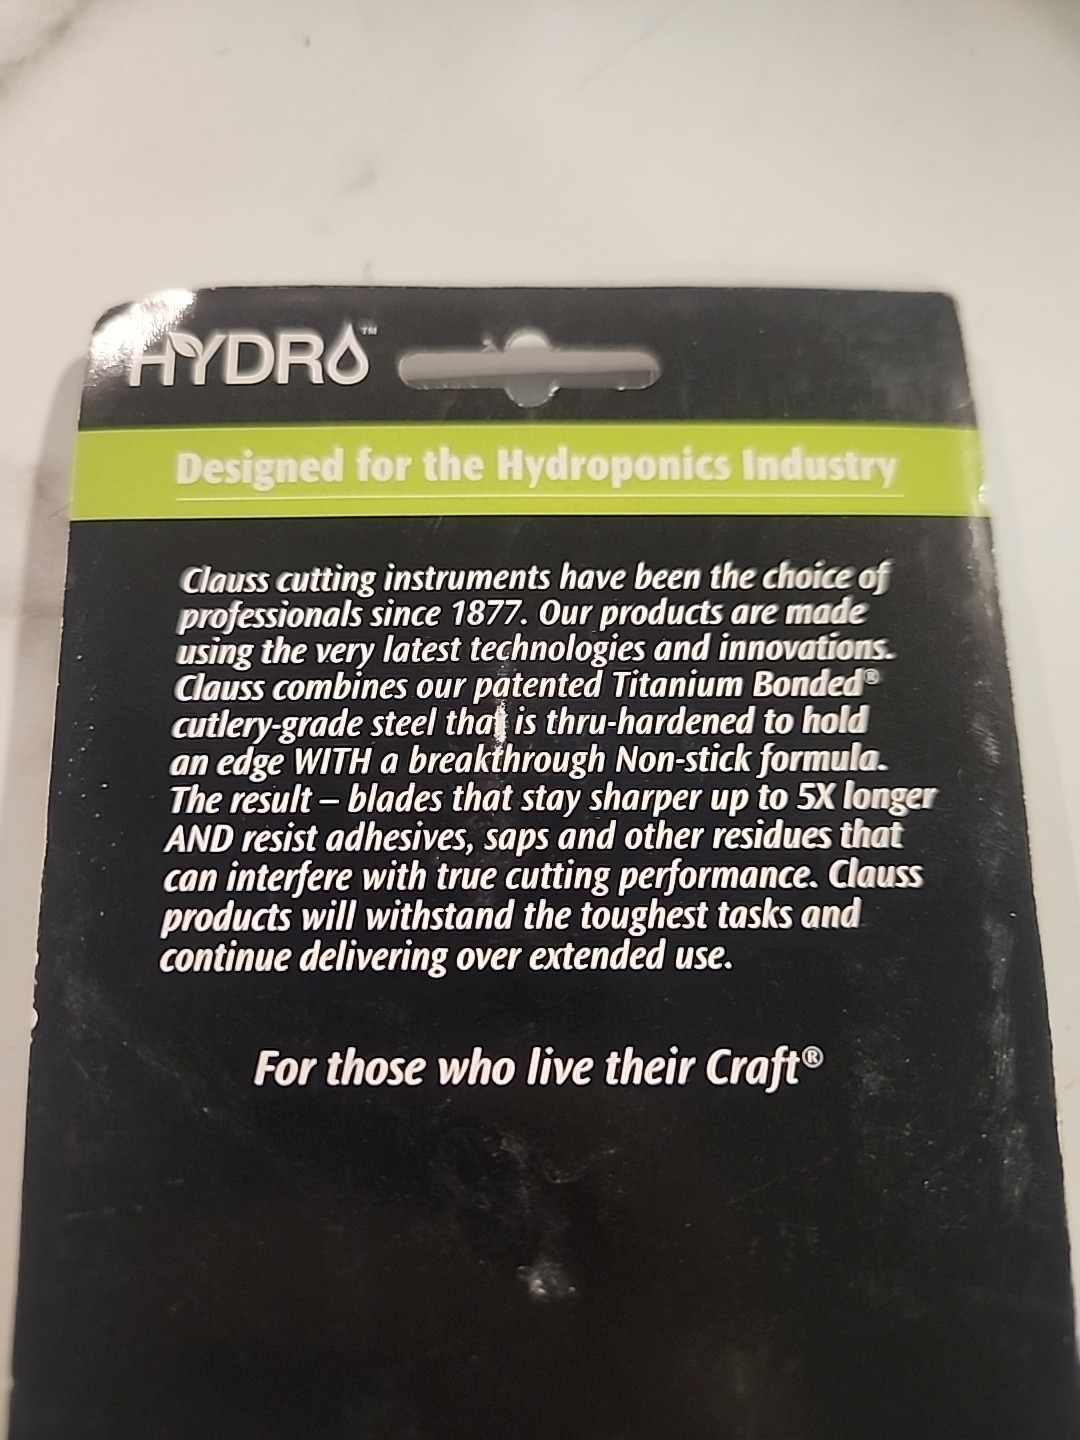 HYDRO™
Designed for the Hydroponics Industry
Clauss cutting instruments have been the choice of
professionals since 1877. Our products are made
using the very latest technologies and innovations.
Clauss combines our patented Titanium Bonded®
cutlery-grade steel that is thru-hardened to hold
an edge WITH a breakthrough Non-stick formula.
The result – blades that stay sharper up to 5X longer
AND resist adhesives, saps and other residues that
can interfere with true cutting performance. Clauss
products will withstand the toughest tasks and
continue delivering over extended use.
For those who live their Craft®